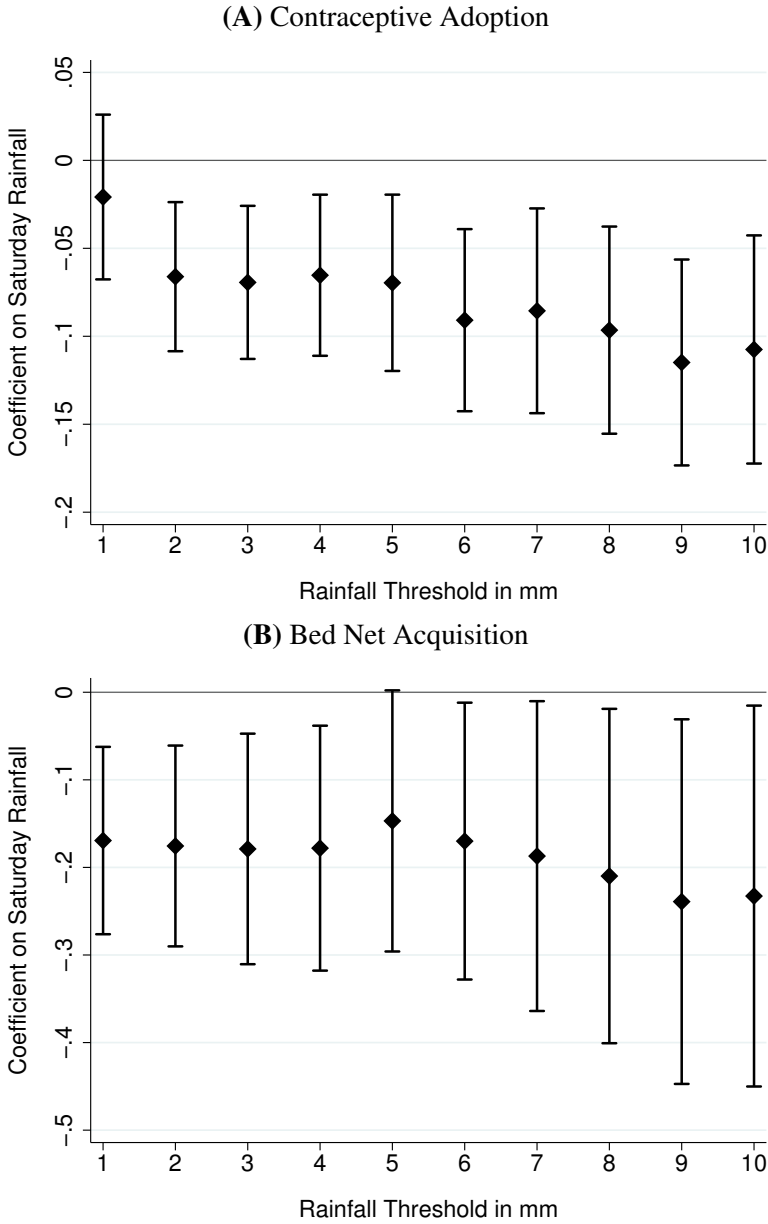 (A) Contraceptive Adoption
Coefficient on Saturday Rainfall
.05
0
-.05
-.1
-.15
-.2
1 2 3 4 5 6 7 8 9 10
Rainfall Threshold in mm
(B) Bed Net Acquisition
Coefficient on Saturday Rainfall
0
-.1
-.2
-.3
-.4
-.5
1 2 3 4 5 6 7 8 9 10
Rainfall Threshold in mm